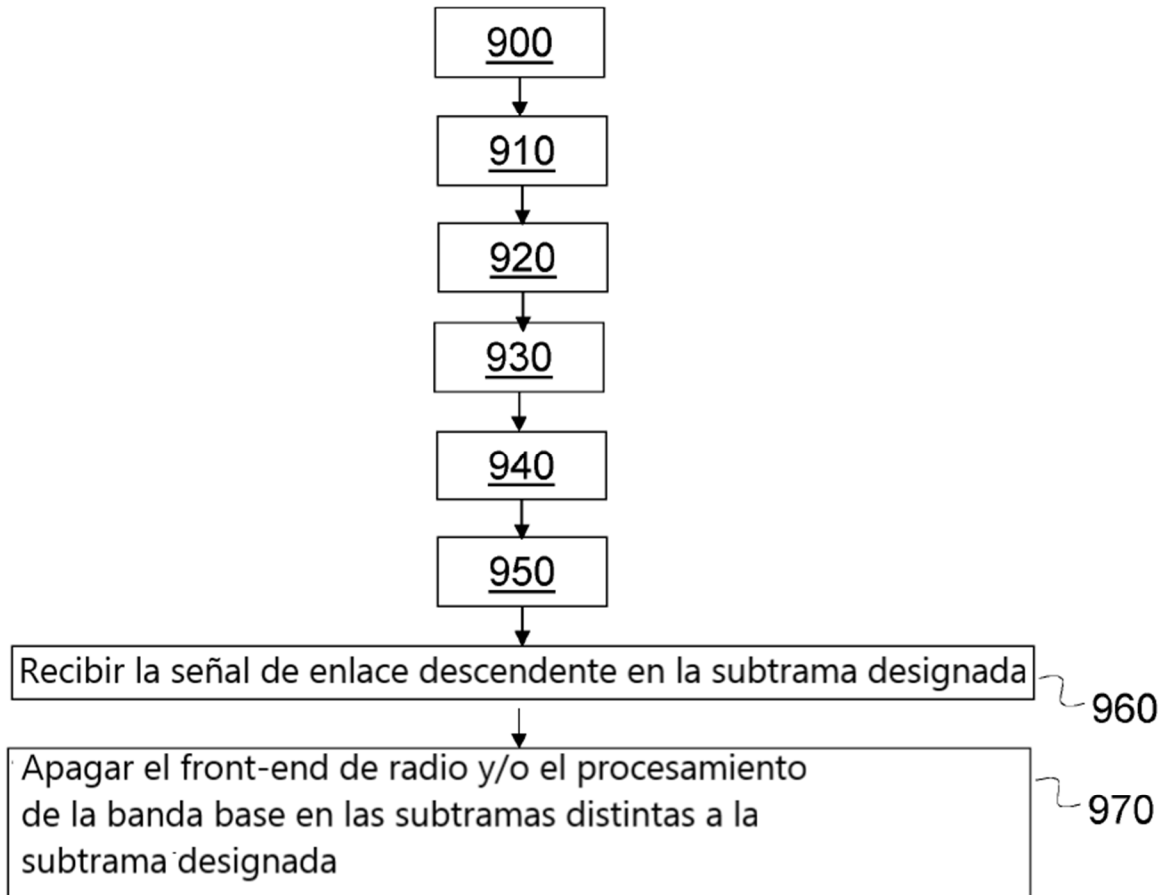 900
910
920
930
940
950
Recibir la señal de enlace descendente en la subtrama designada
960
Apagar el front-end de radio y/o el procesamiento
de la banda base en las subtramas distintas a la
subtrama designada
970